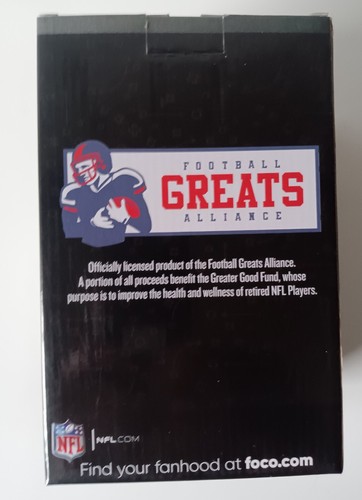 FOOTBALL
GREATS
ALLIANCE
Officially licensed product of the Football Greats Alliance.
A portion of all proceeds benefit the Greater Good Fund, whose
purpose is to improve the health and wellness of retired NFL Players.
NFL | NFL.COM
Find your fanhood at foco.com